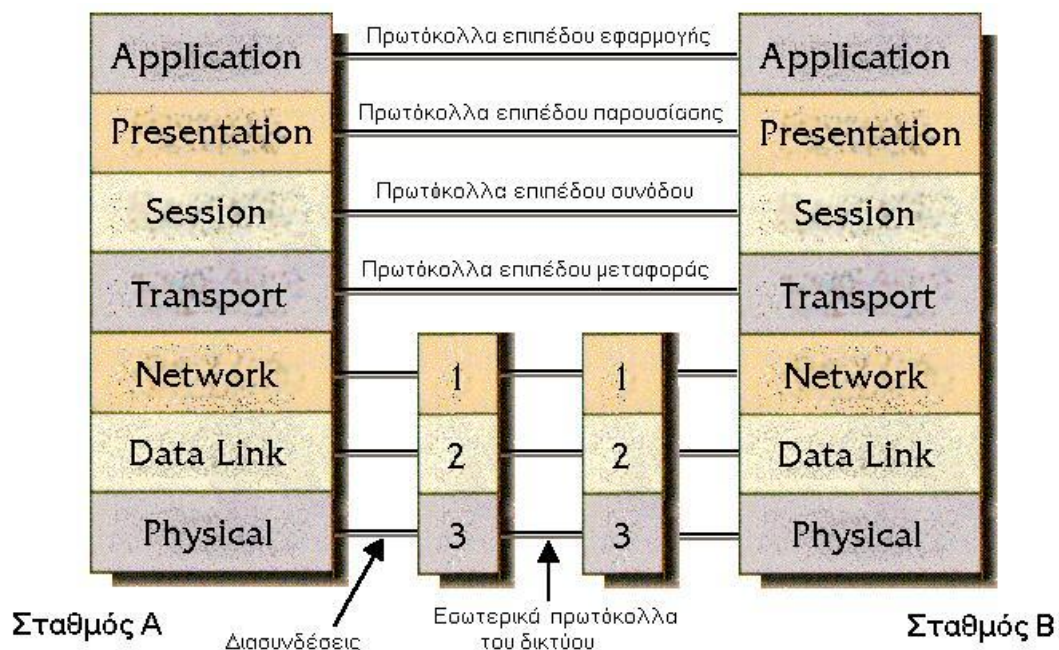 Application
Πρωτόκολλα επιπέδου εφαρμογής
Application
Presentation
Πρωτόκολλα επιπέδου παρουσίασης
Presentation
Session
Πρωτόκολλα επιπέδου συνόδου
Session
Transport
Πρωτόκολλα επιπέδου μεταφοράς
Transport
Network
1
1
Network
Data Link
2
2
Data Link
Physical
3
3
Physical
Σταθμός Α
Διασυνδέσεις
Εσωτερικά πρωτόκολλα
του δικτύου
Σταθμός Β